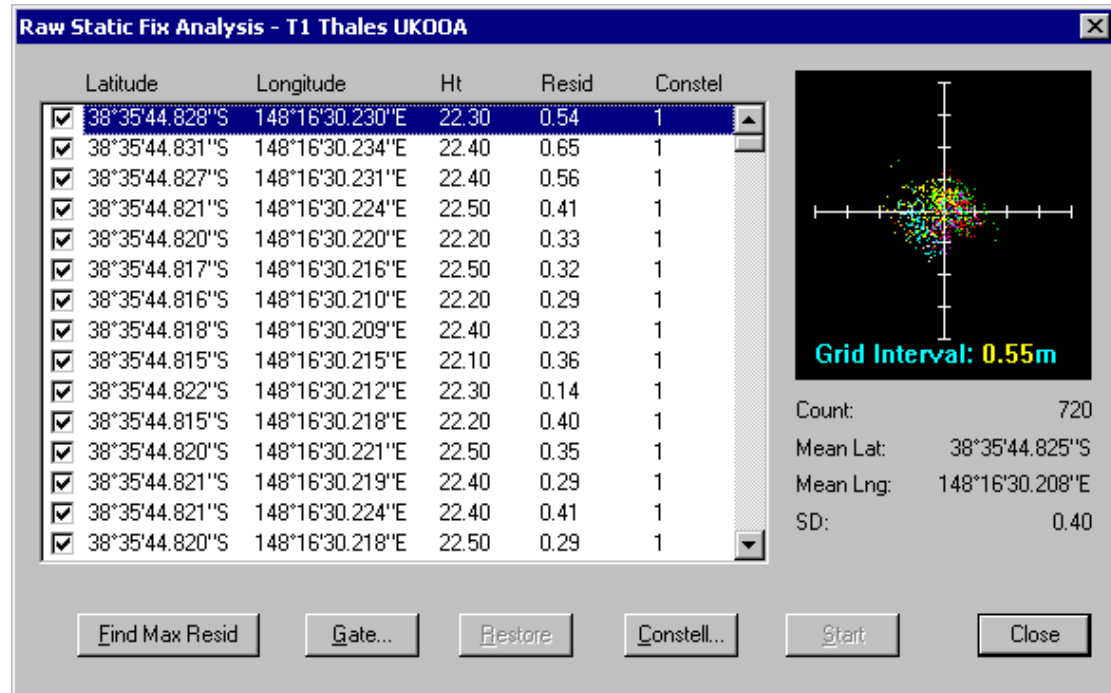 Raw Static Fix Analysis - T1 Thales UKOOA
Latitude Longitude Ht Resid Constel
38°35'44.828"S 148°16'30.230"E 22.30 0.54 1
38°35'44.831"S 148°16'30.234"E 22.40 0.65 1
38°35'44.827"S 148°16'30.231"E 22.40 0.56 1
38°35'44.821"S 148°16'30.224"E 22.50 0.41 1
38°35'44.820"S 148°16'30.220"E 22.20 0.33 1
38°35'44.817"S 148°16'30.216"E 22.50 0.32 1
38°35'44.816"S 148°16'30.210"E 22.20 0.29 1
38°35'44.818"S 148°16'30.209"E 22.40 0.23 1
38°35'44.815"S 148°16'30.215"E 22.10 0.36 1
38°35'44.822"S 148°16'30.212"E 22.30 0.14 1
38°35'44.815"S 148°16'30.218"E 22.20 0.40 1
38°35'44.820"S 148°16'30.221"E 22.50 0.35 1
38°35'44.821"S 148°16'30.219"E 22.40 0.29 1
38°35'44.821"S 148°16'30.224"E 22.40 0.41 1
38°35'44.820"S 148°16'30.218"E 22.50 0.29 1
Grid Interval: 0.55m
Count: 720
Mean Lat: 38°35'44.825"S
Mean Lng: 148°16'30.208"E
SD: 0.40
Find Max Resid Gate... Restore Constell... Start Close